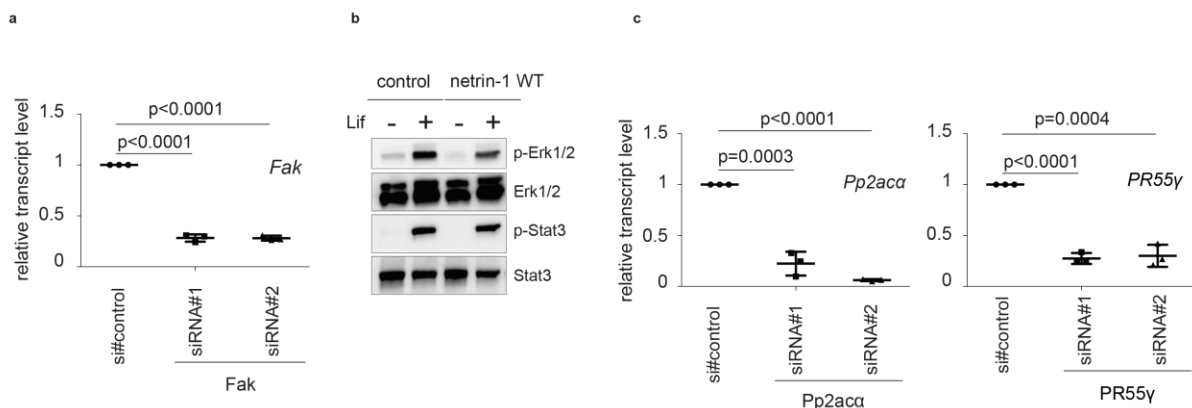 a
relative transcript level
1.5
1
0.5
0
p<0.0001
p<0.0001
Fak
si#control
siRNA#1
siRNA#2
Fak
b
control netrin-1 WT
Lif - + - +
p-Erk1/2
Erk1/2
p-Stat3
Stat3
c
relative transcript level
1.5
1
0.5
0
p<0.0001
p=0.0003
Pp2acα
si#control
siRNA#1
siRNA#2
Pp2acα
1.5
1
0.5
0
p=0.0004
p<0.0001
PR55γ
si#control
siRNA#1
siRNA#2
PR55γ